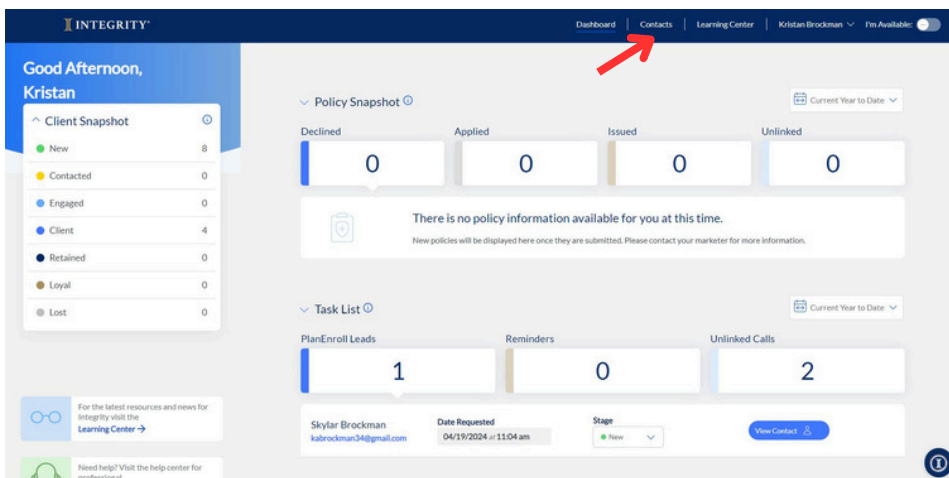 INTEGRITY
Dashboard
Contacts
Learning Center
Kristan Brockman
I'm Available:
Good Afternoon,
Kristan
Client Snapshot
New 8
Contacted 0
Engaged 0
Client 4
Retained 0
Loyal 0
Lost 0
For the latest resources and news for
Integrity visit the
Learning Center →
Need help? Visit the help center for
professional
Policy Snapshot
Current Year to Date
Declined Applied Issued Unlinked
0 0 0 0
There is no policy information available for you at this time.
New policies will be displayed here once they are submitted. Please contact your marketer for more information.
Task List
Current Year to Date
PlanEnroll Leads Reminders Unlinked Calls
1 0 2
Skylar Brockman
kabrockman34@gmail.com
Date Requested
04/19/2024 at 11:04 am
Stage
New
View Contact